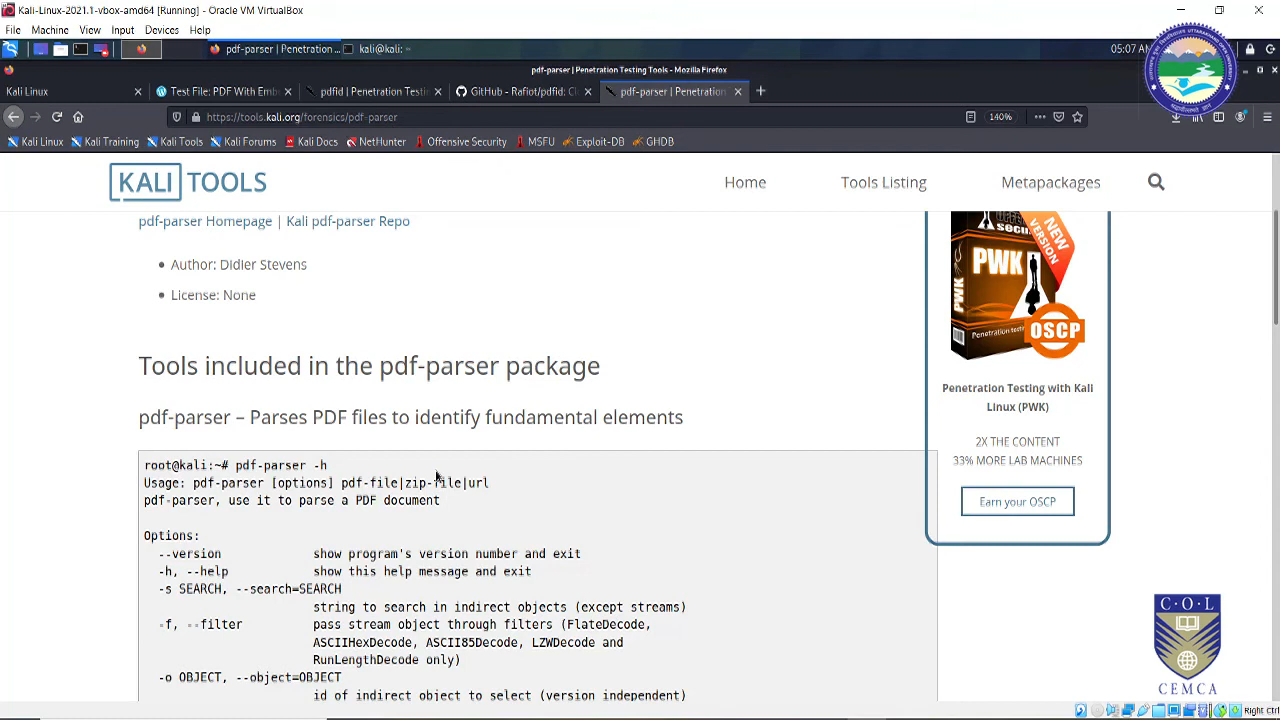 Kali-Linux-2021.1-vbox-amd64 [Running] - Oracle VM VirtualBox
File Machine View Input Devices Help
pdf-parser | Penetration ... kali@kali: ~ 05:07 AM
pdf-parser | Penetration Testing Tools - Mozilla Firefox
Kali Linux Test File: PDF With Emb pdfid | Penetration Testing GitHub - Rafiot/pdfid: Cl pdf-parser | Penetration
https://tools.kali.org/forensics/pdf-parser 140%
Kali Linux Kali Training Kali Tools Kali Forums Kali Docs NetHunter Offensive Security MSFU Exploit-DB GHDB
KALI TOOLS Home Tools Listing Metapackages
pdf-parser Homepage | Kali pdf-parser Repo
Author: Didier Stevens
License: None
NEW VERSION
PWK
PWK
OSCP
Penetration testing
Tools included in the pdf-parser package
Penetration Testing with Kali
Linux (PWK)
pdf-parser – Parses PDF files to identify fundamental elements
2X THE CONTENT
33% MORE LAB MACHINES
Earn your OSCP
root@kali:~# pdf-parser -h
Usage: pdf-parser [options] pdf-file|zip-file|url
pdf-parser, use it to parse a PDF document
Options:
--version show program's version number and exit
-h, --help show this help message and exit
-s SEARCH, --search=SEARCH
string to search in indirect objects (except streams)
-f, --filter pass stream object through filters (FlateDecode,
ASCIIHexDecode, ASCII85Decode, LZWDecode and
RunLengthDecode only)
-o OBJECT, --object=OBJECT
id of indirect object to select (version independent)
C·O·L
CEMCA
Right Ctrl